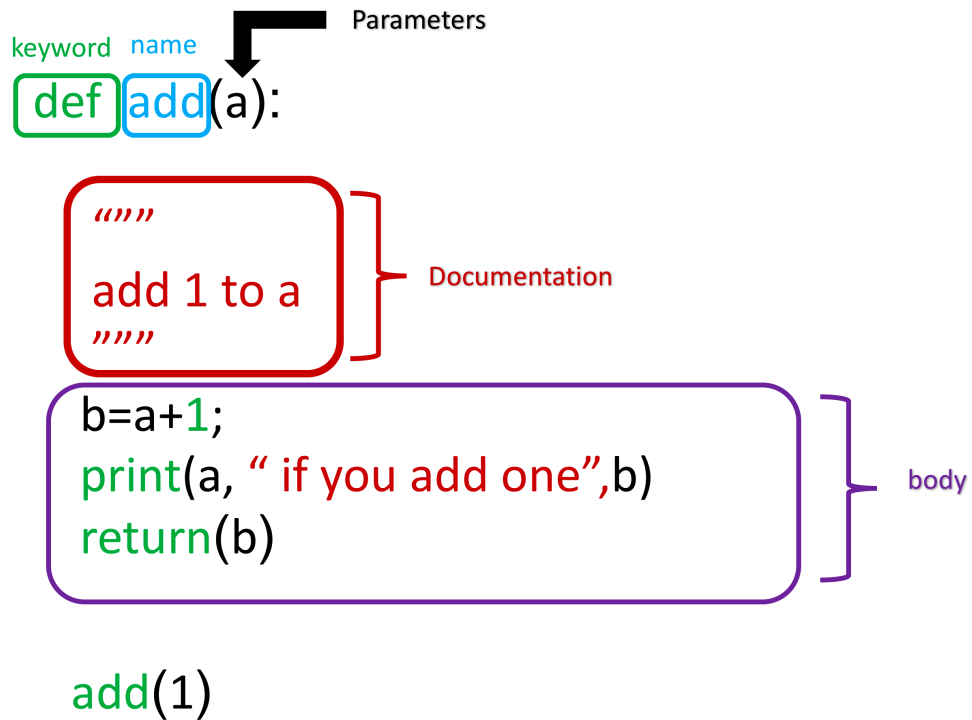 Parameters
keyword name
def add(a):
“””
add 1 to a
”””
Documentation
b=a+1;
print(a, “ if you add one”,b)
return(b)
body
add(1)